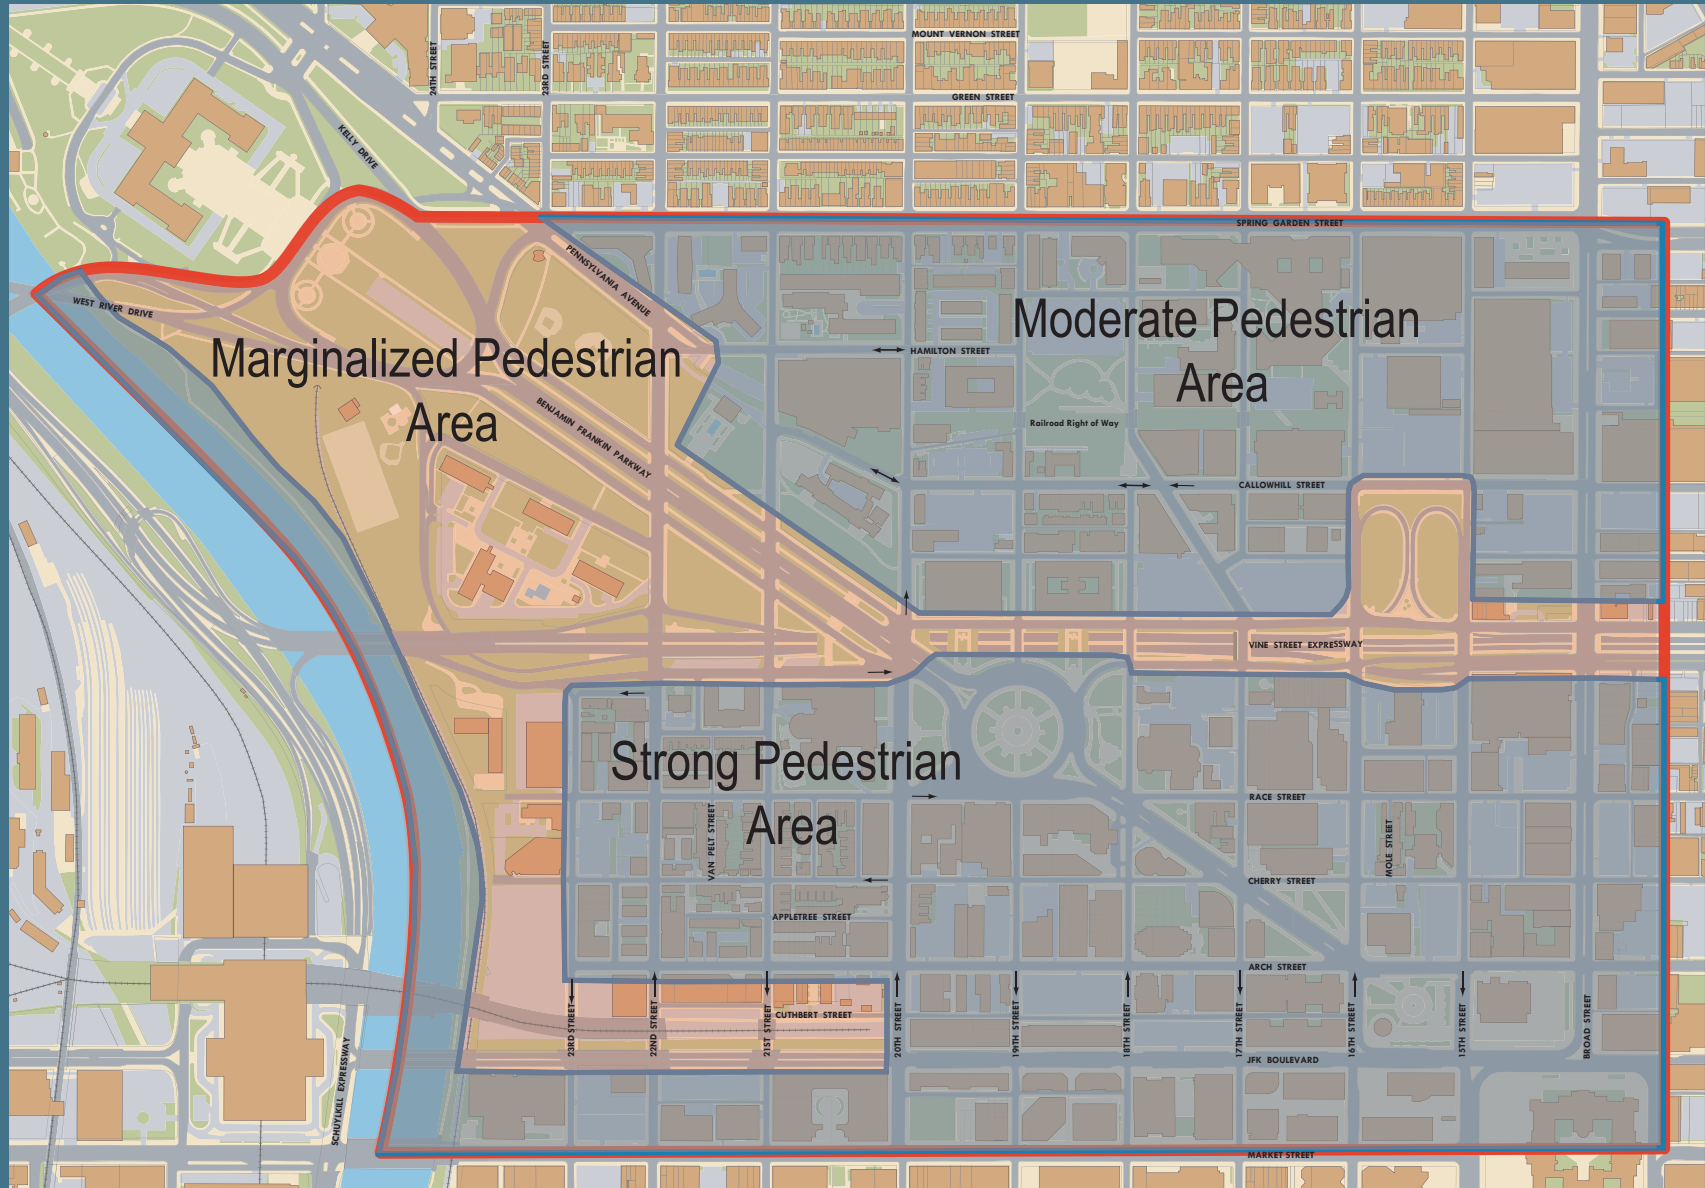 MOUNT VERNON STREET
24TH STREET
23RD STREET
GREEN STREET
KELLY DRIVE
SPRING GARDEN STREET
PENNSYLVANIA AVENUE
WEST RIVER DRIVE
Moderate Pedestrian
Area
Marginalized Pedestrian
Area
HAMILTON STREET
BENJAMIN FRANKIN PARKWAY
Railroad Right of Way
CALLOWHILL STREET
VINE STREET EXPRESSWAY
Strong Pedestrian
Area
RACE STREET
VAN PELT STREET
MOLE STREET
CHERRY STREET
APPLETREE STREET
ARCH STREET
CUTHBERT STREET
23RD STREET
22ND STREET
21ST STREET
20TH STREET
19TH STREET
18TH STREET
17TH STREET
16TH STREET
15TH STREET
BROAD STREET
JFK BOULEVARD
SCHUYLKILL EXPRESSWAY
MARKET STREET